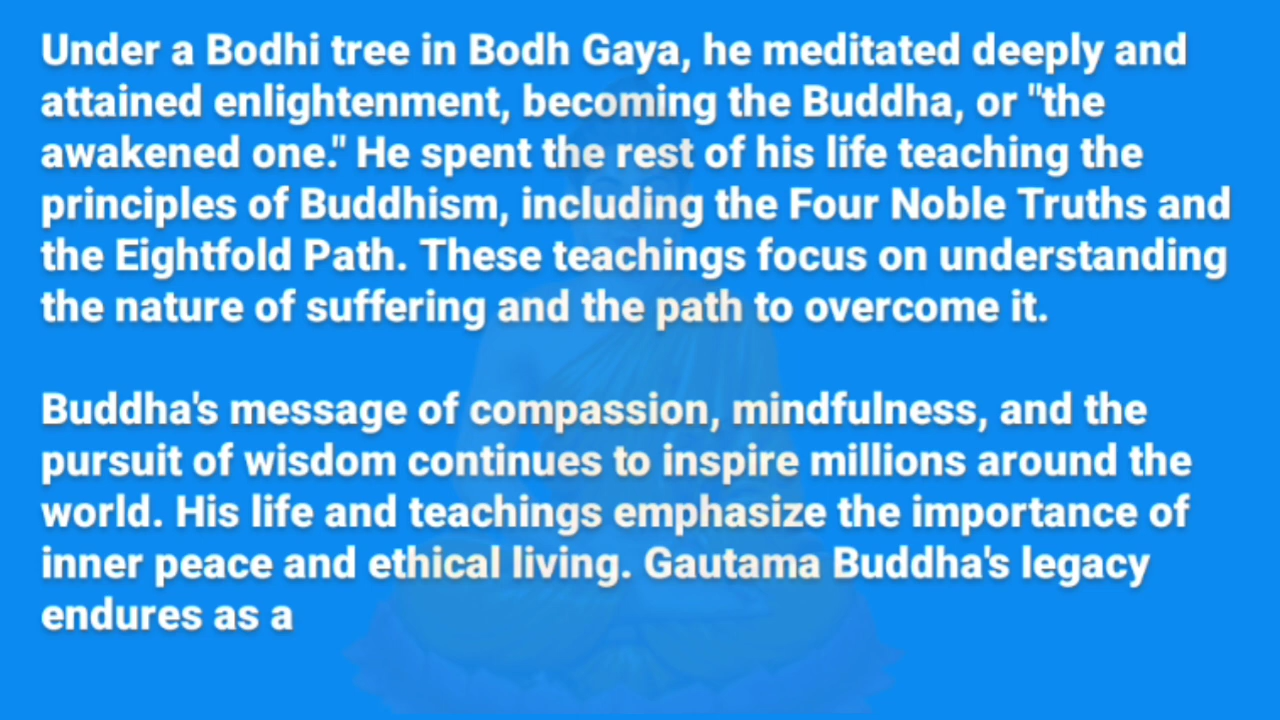 Under a Bodhi tree in Bodh Gaya, he meditated deeply and
attained enlightenment, becoming the Buddha, or "the
awakened one." He spent the rest of his life teaching the
principles of Buddhism, including the Four Noble Truths and
the Eightfold Path. These teachings focus on understanding
the nature of suffering and the path to overcome it.
Buddha's message of compassion, mindfulness, and the
pursuit of wisdom continues to inspire millions around the
world. His life and teachings emphasize the importance of
inner peace and ethical living. Gautama Buddha's legacy
endures as a